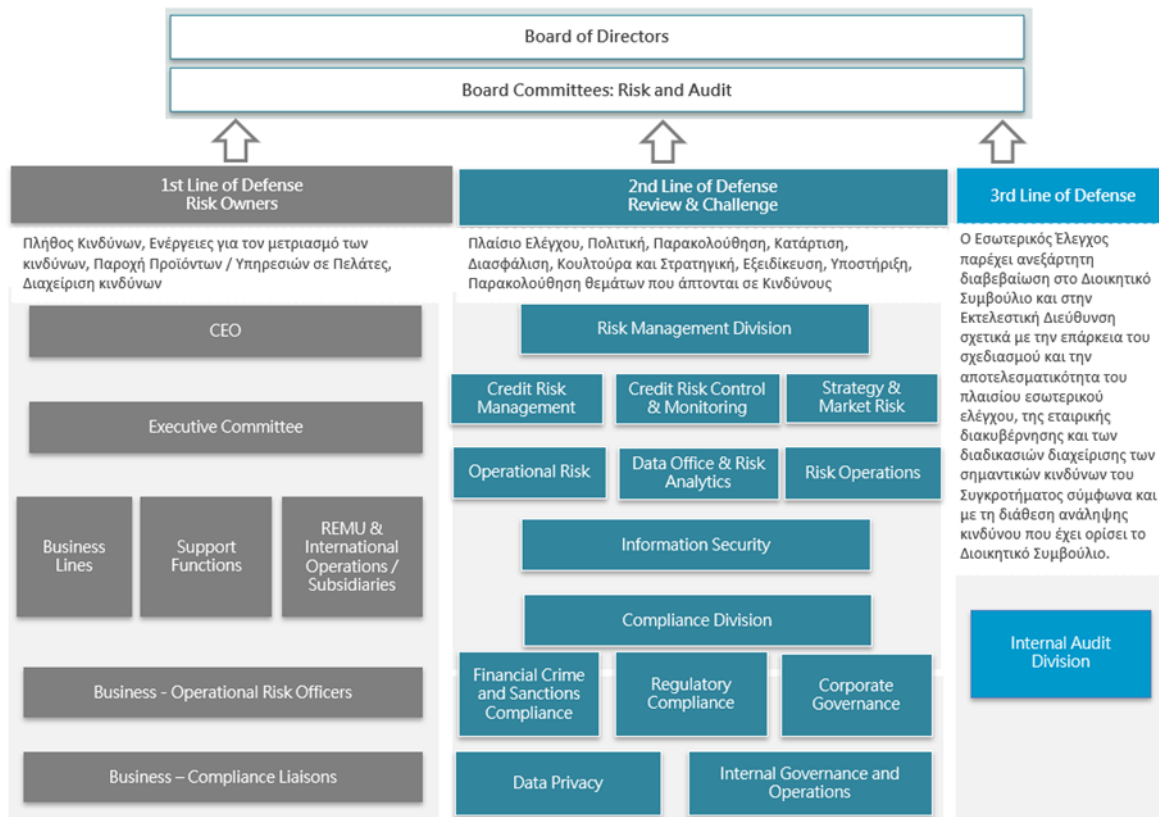 Board of Directors
Board Committees: Risk and Audit
1st Line of Defense
Risk Owners
Πλήθος Κινδύνων, Ενέργειες για τον μετριασμό των
κινδύνων, Παροχή Προϊόντων / Υπηρεσιών σε Πελάτες,
Διαχείριση κινδύνων
CEO
Executive Committee
Business
Lines
Support
Functions
REMU &
International
Operations /
Subsidiaries
Business - Operational Risk Officers
Business – Compliance Liaisons
2nd Line of Defense
Review & Challenge
Πλαίσιο Ελέγχου, Πολιτική, Παρακολούθηση, Κατάρτιση,
Διασφάλιση, Κουλτούρα και Στρατηγική, Εξειδίκευση, Υποστήριξη,
Παρακολούθηση θεμάτων που άπτονται σε Κινδύνους
Risk Management Division
Credit Risk
Management
Credit Risk Control
& Monitoring
Strategy &
Market Risk
Operational Risk
Data Office & Risk
Analytics
Risk Operations
Information Security
Compliance Division
Financial Crime
and Sanctions
Compliance
Regulatory
Compliance
Corporate
Governance
Data Privacy
Internal Governance and
Operations
3rd Line of Defense
Ο Εσωτερικός Έλεγχος
παρέχει ανεξάρτητη
διαβεβαίωση στο Διοικητικό
Συμβούλιο και στην
Εκτελεστική Διεύθυνση
σχετικά με την επάρκεια του
σχεδιασμού και την
αποτελεσματικότητα του
πλαισίου εσωτερικού
ελέγχου, της εταιρικής
διακυβέρνησης και των
διαδικασιών διαχείρισης των
σημαντικών κινδύνων του
Συγκροτήματος σύμφωνα και
με τη διάθεση ανάληψης
κινδύνου που έχει ορίσει το
Διοικητικό Συμβούλιο.
Internal Audit
Division